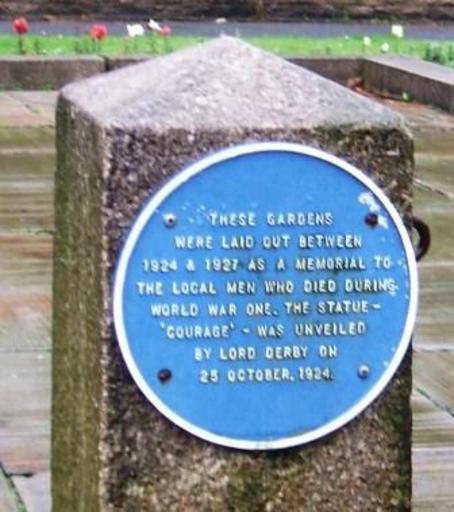 THESE GARDENS
WERE LAID OUT BETWEEN
1924 & 1927 AS A MEMORIAL TO
THE LOCAL MEN WHO DIED DURING
WORLD WAR ONE. THE STATUE -
'COURAGE' - WAS UNVEILED
BY LORD DERBY ON
25 OCTOBER, 1924.